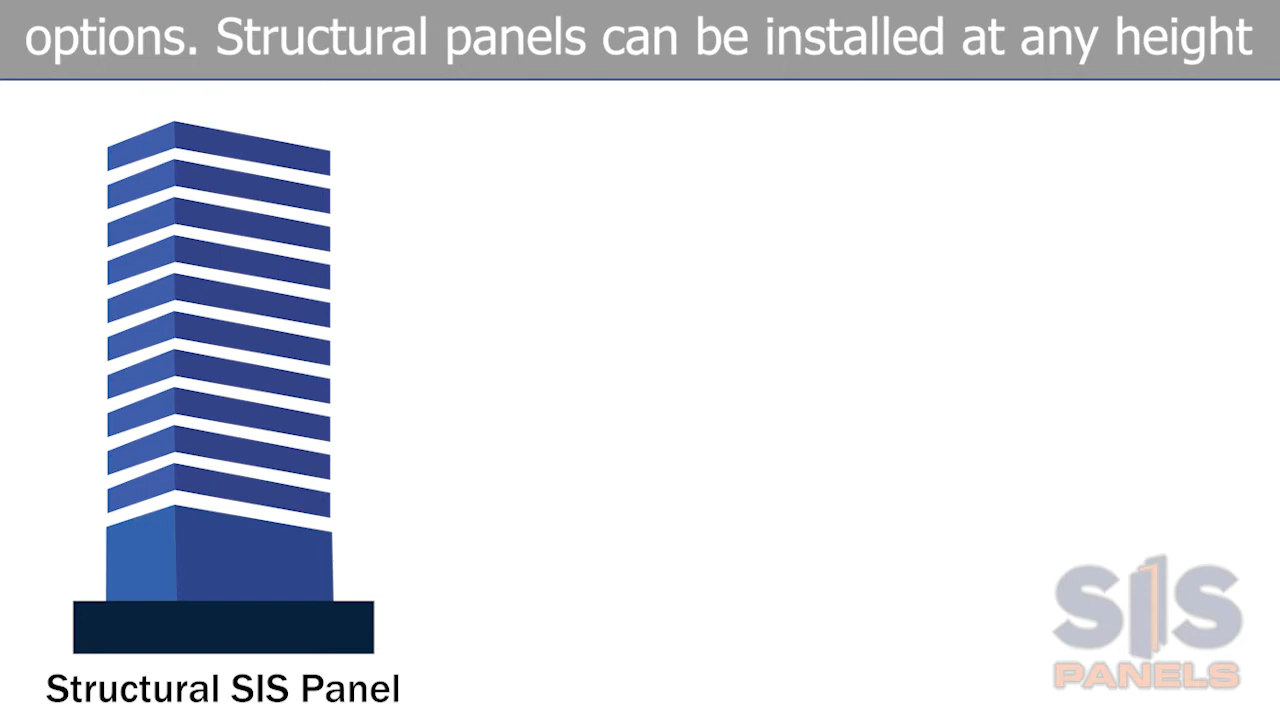 options. Structural panels can be installed at any height
Structural SIS Panel
SIS
PANELS